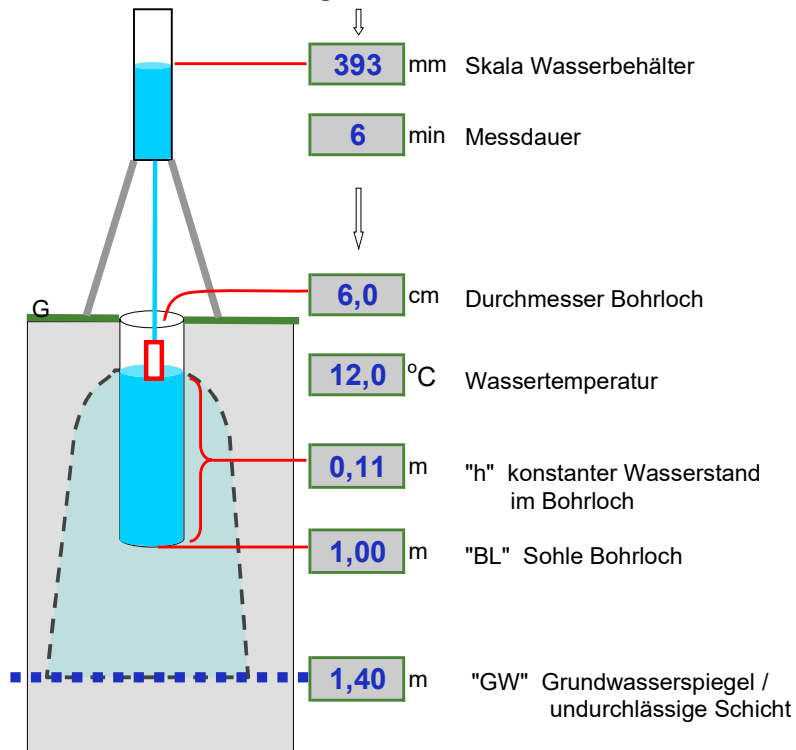 393 mm Skala Wasserbehälter
6 min Messdauer
6,0 cm Durchmesser Bohrloch
G
12,0 °C Wassertemperatur
0,11 m "h" konstanter Wasserstand
im Bohrloch
1,00 m "BL" Sohle Bohrloch
1,40 m "GW" Grundwasserspiegel /
undurchlässige Schicht